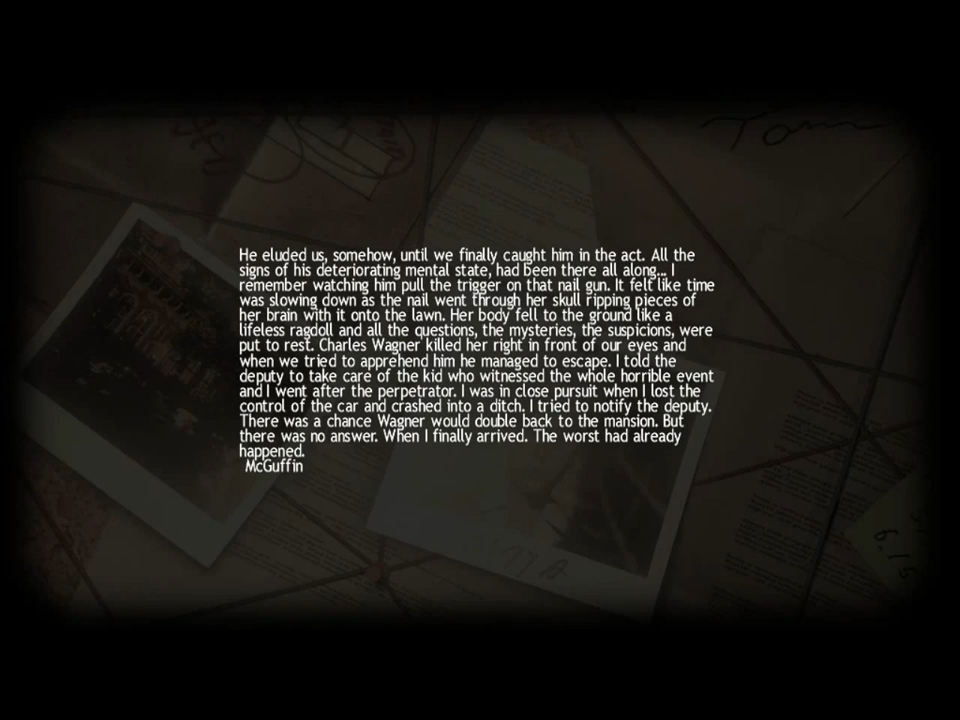 He eluded us, somehow, until we finally caught him in the act. All the
signs of his deteriorating mental state, had been there all along... I
remember watching him pull the trigger on that nail gun. It felt like time
was slowing down as the nail went through her skull ripping pieces of
her brain with it onto the lawn. Her body fell to the ground like a
lifeless ragdoll and all the questions, the mysteries, the suspicions, were
put to rest. Charles Wagner killed her right in front of our eyes and
when we tried to apprehend him he managed to escape. I told the
deputy to take care of the kid who witnessed the whole horrible event
and I went after the perpetrator. I was in close pursuit when I lost the
control of the car and crashed into a ditch. I tried to notify the deputy.
There was a chance Wagner would double back to the mansion. But
there was no answer. When I finally arrived. The worst had already
happened.
McGuffin